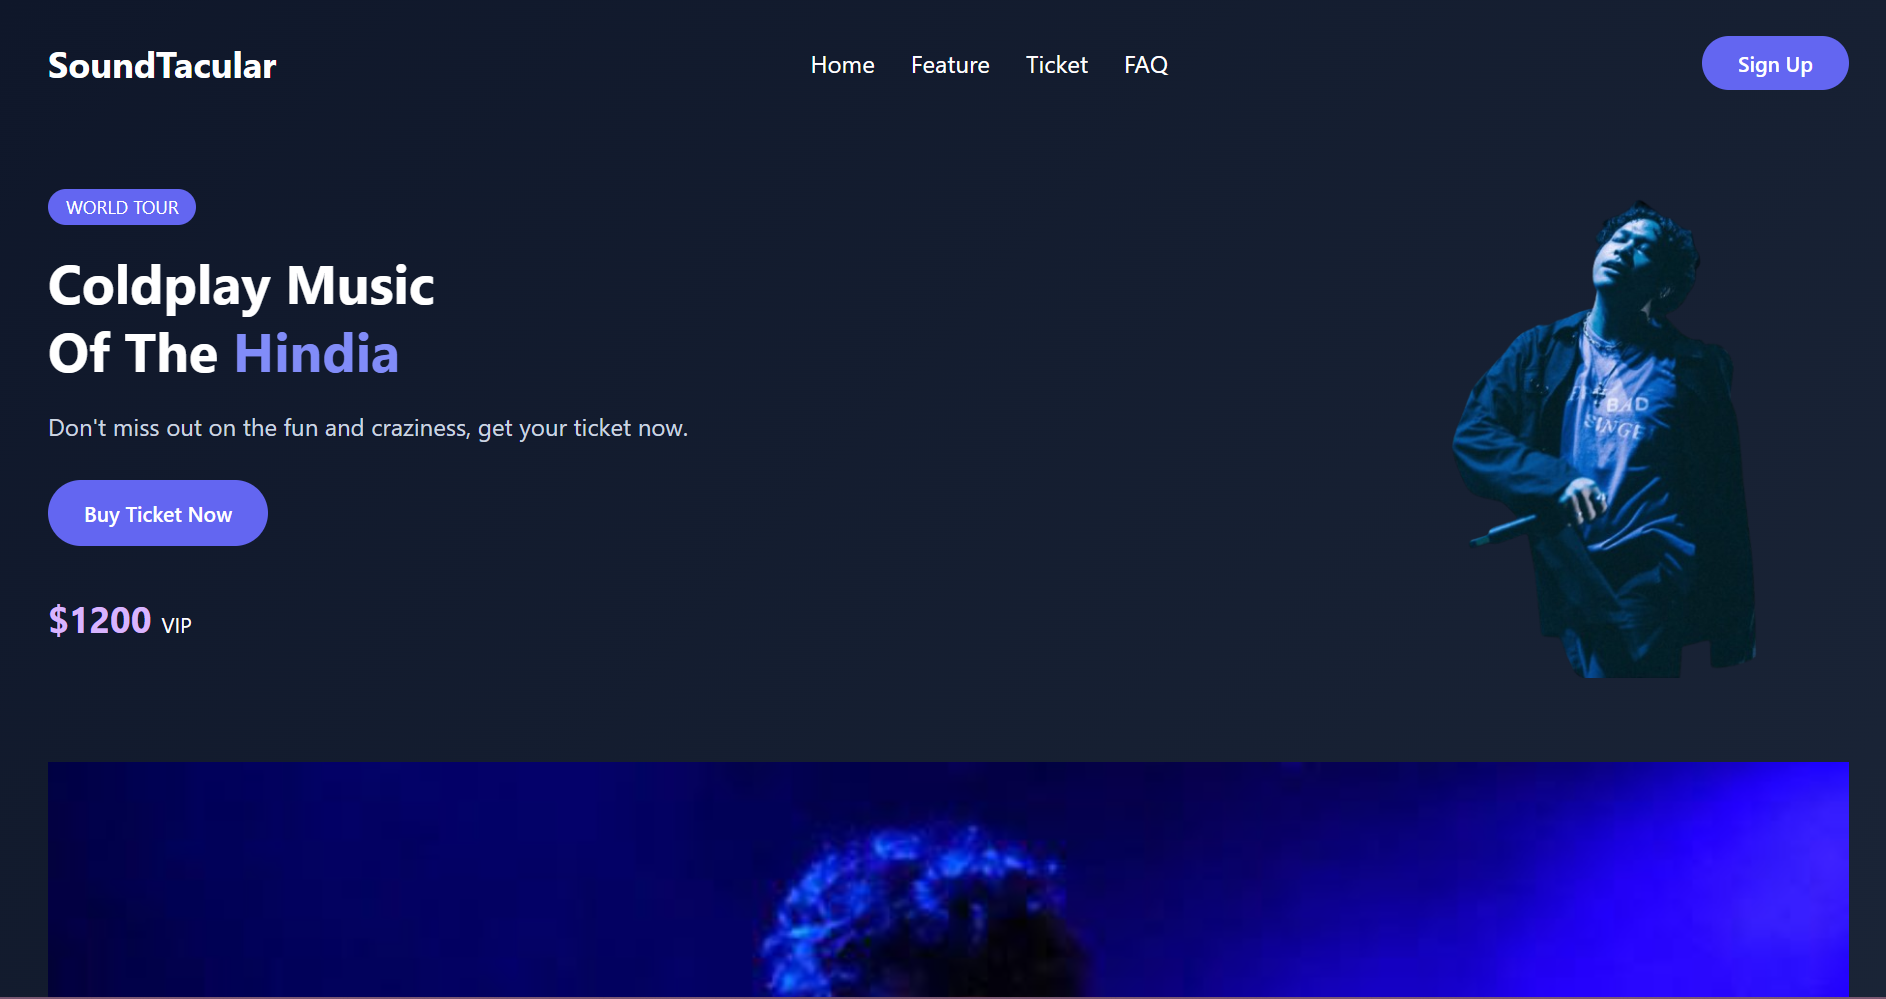 SoundTacular
Home Feature Ticket FAQ
Sign Up
WORLD TOUR
Coldplay Music
Of The Hindia
Don't miss out on the fun and craziness, get your ticket now.
Buy Ticket Now
$1200 VIP
BAD